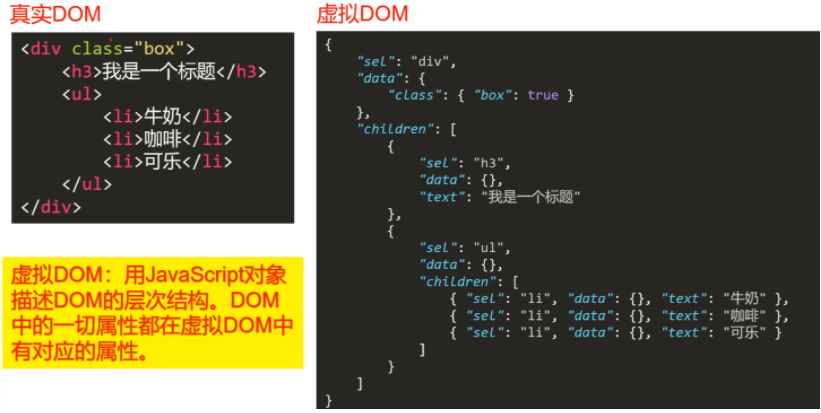 真实DOM
<div class="box">
    <h3>我是一个标题</h3>
    <ul>
        <li>牛奶</li>
        <li>咖啡</li>
        <li>可乐</li>
    </ul>
</div>
虚拟DOM：用JavaScript对象
描述DOM的层次结构。DOM
中的一切属性都在虚拟DOM中
有对应的属性。
虚拟DOM
{
    "sel": "div",
    "data": {
        "class": { "box": true }
    },
    "children": [
        {
            "sel": "h3",
            "data": {},
            "text": "我是一个标题"
        },
        {
            "sel": "ul",
            "data": {},
            "children": [
                { "sel": "li", "data": {}, "text": "牛奶" },
                { "sel": "li", "data": {}, "text": "咖啡" },
                { "sel": "li", "data": {}, "text": "可乐" }
            ]
        }
    ]
}